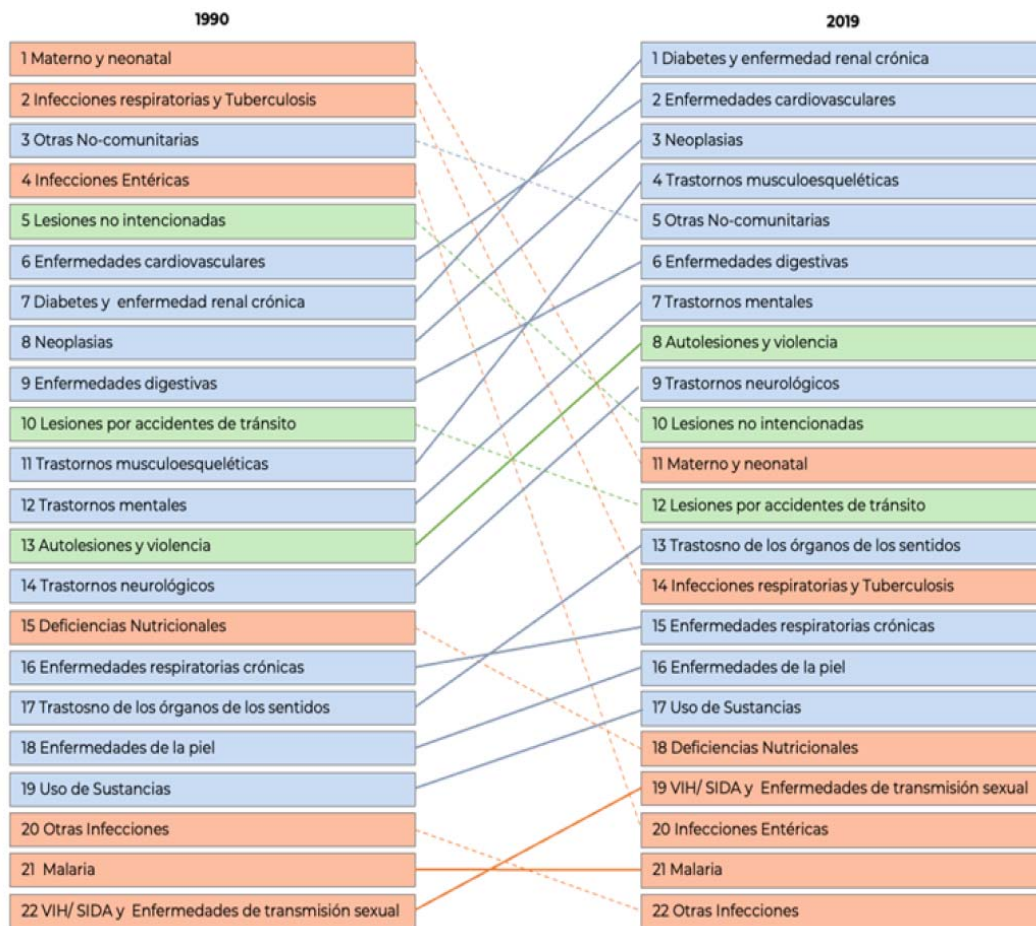 1990
1 Materno y neonatal
2 Infecciones respiratorias y Tuberculosis
3 Otras No-comunitarias
4 Infecciones Entéricas
5 Lesiones no intencionadas
6 Enfermedades cardiovasculares
7 Diabetes y enfermedad renal crónica
8 Neoplasias
9 Enfermedades digestivas
10 Lesiones por accidentes de tránsito
11 Trastornos musculoesqueléticas
12 Trastornos mentales
13 Autolesiones y violencia
14 Trastornos neurológicos
15 Deficiencias Nutricionales
16 Enfermedades respiratorias crónicas
17 Trastosno de los órganos de los sentidos
18 Enfermedades de la piel
19 Uso de Sustancias
20 Otras Infecciones
21 Malaria
22 VIH/ SIDA y Enfermedades de transmisión sexual
2019
1 Diabetes y enfermedad renal crónica
2 Enfermedades cardiovasculares
3 Neoplasias
4 Trastornos musculoesqueléticas
5 Otras No-comunitarias
6 Enfermedades digestivas
7 Trastornos mentales
8 Autolesiones y violencia
9 Trastornos neurológicos
10 Lesiones no intencionadas
11 Materno y neonatal
12 Lesiones por accidentes de tránsito
13 Trastosno de los órganos de los sentidos
14 Infecciones respiratorias y Tuberculosis
15 Enfermedades respiratorias crónicas
16 Enfermedades de la piel
17 Uso de Sustancias
18 Deficiencias Nutricionales
19 VIH/ SIDA y Enfermedades de transmisión sexual
20 Infecciones Entéricas
21 Malaria
22 Otras Infecciones